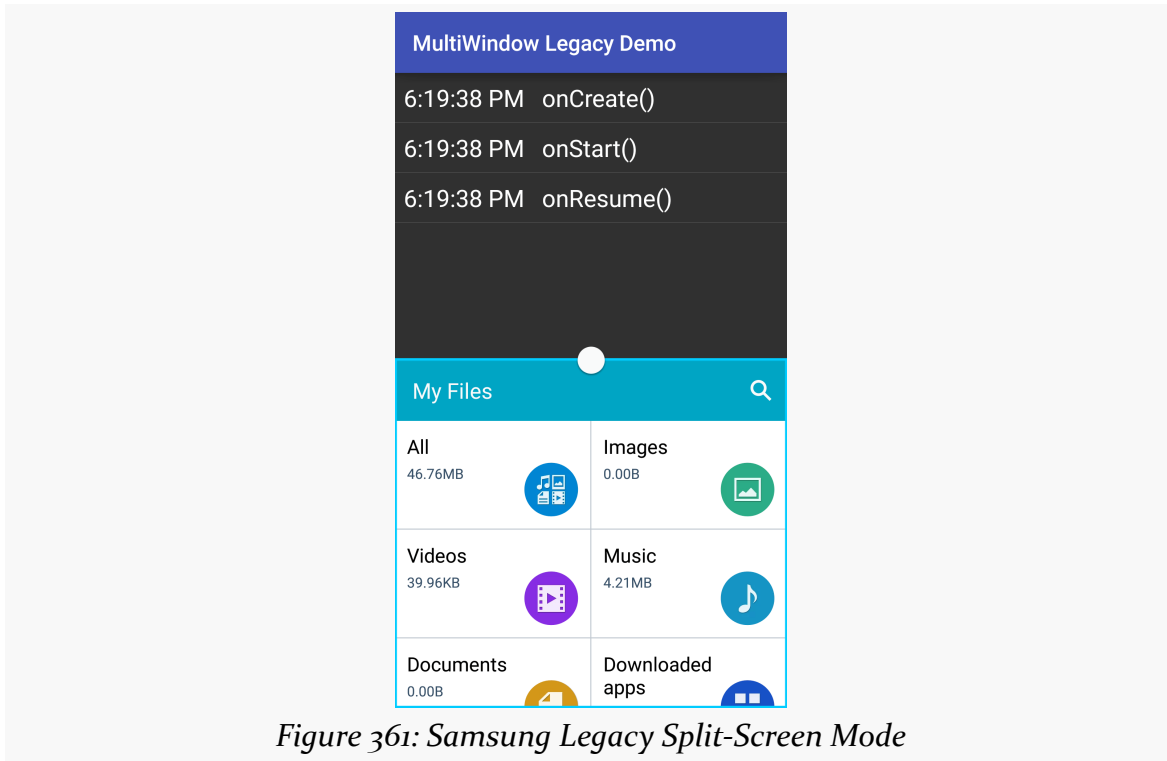 MultiWindow Legacy Demo
6:19:38 PM onCreate()
6:19:38 PM onStart()
6:19:38 PM onResume()
My Files
All
46.76MB
Images
0.00B
Videos
39.96KB
Music
4.21MB
Documents
0.00B
Downloaded
apps
Figure 361: Samsung Legacy Split-Screen Mode